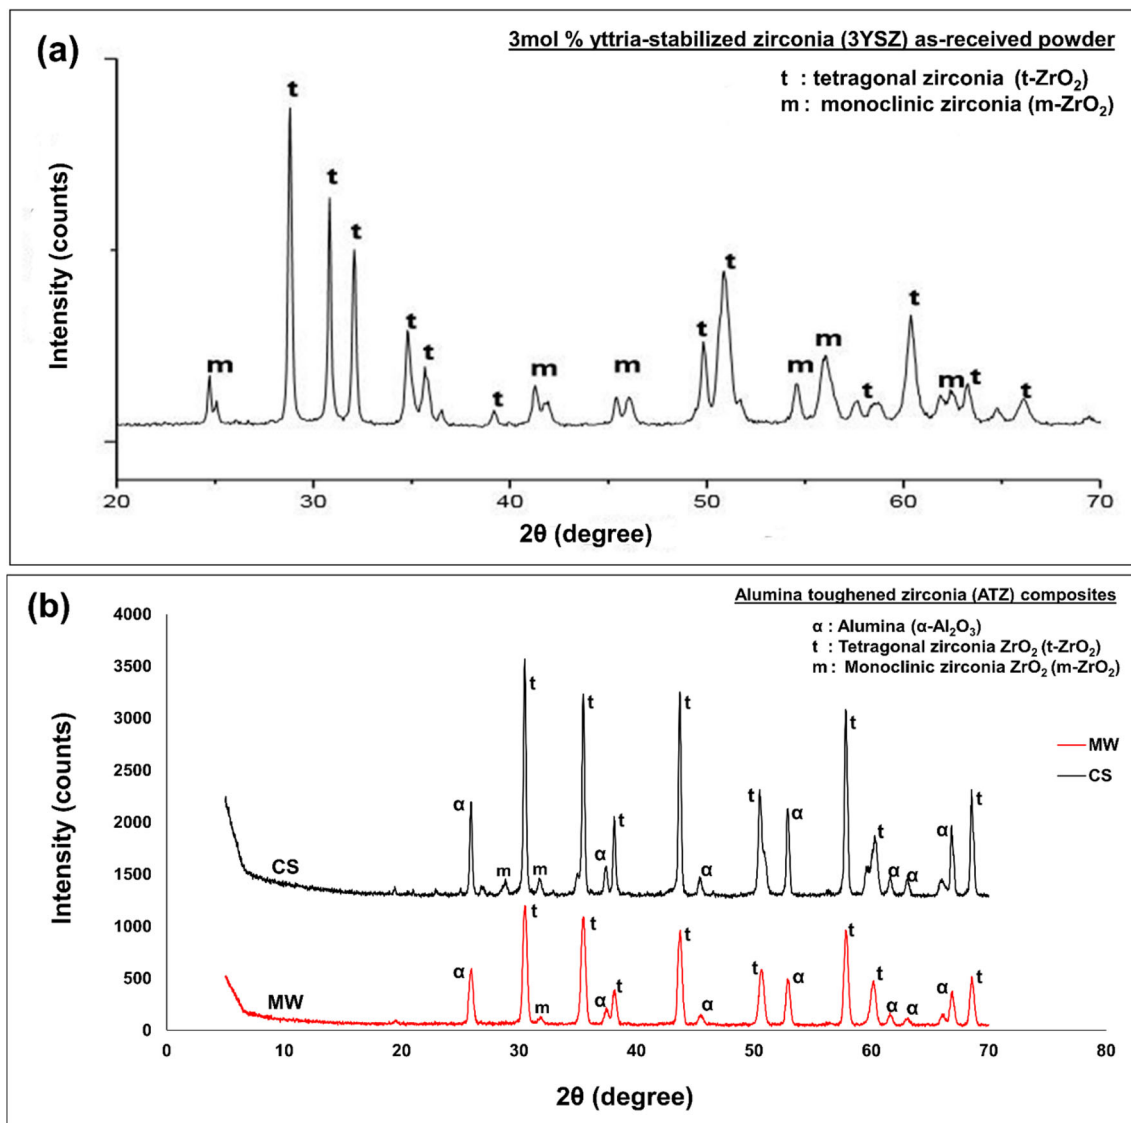 (a)
3mol % yttria-stabilized zirconia (3YSZ) as-received powder
t : tetragonal zirconia (t-ZrO₂)
m : monoclinic zirconia (m-ZrO₂)
Intensity (counts)
t
t
t
t
t
m
t
m
m
t
t
m
m
t
t
m
t
t
20 30 40 50 60 70
2θ (degree)
(b)
Alumina toughened zirconia (ATZ) composites
α : Alumina (α-Al₂O₃)
t : Tetragonal zirconia ZrO₂ (t-ZrO₂)
m : Monoclinic zirconia ZrO₂ (m-ZrO₂)
MW
CS
Intensity (counts)
4000
3500
3000
2500
2000
1500
1000
500
0
CS
α
m
t
m
t
α
t
t
α
t
α
t
t
α
α
α
t
MW
α
t
m
t
α
t
t
α
t
α
t
t
α
α
α
t
0 10 20 30 40 50 60 70 80
2θ (degree)